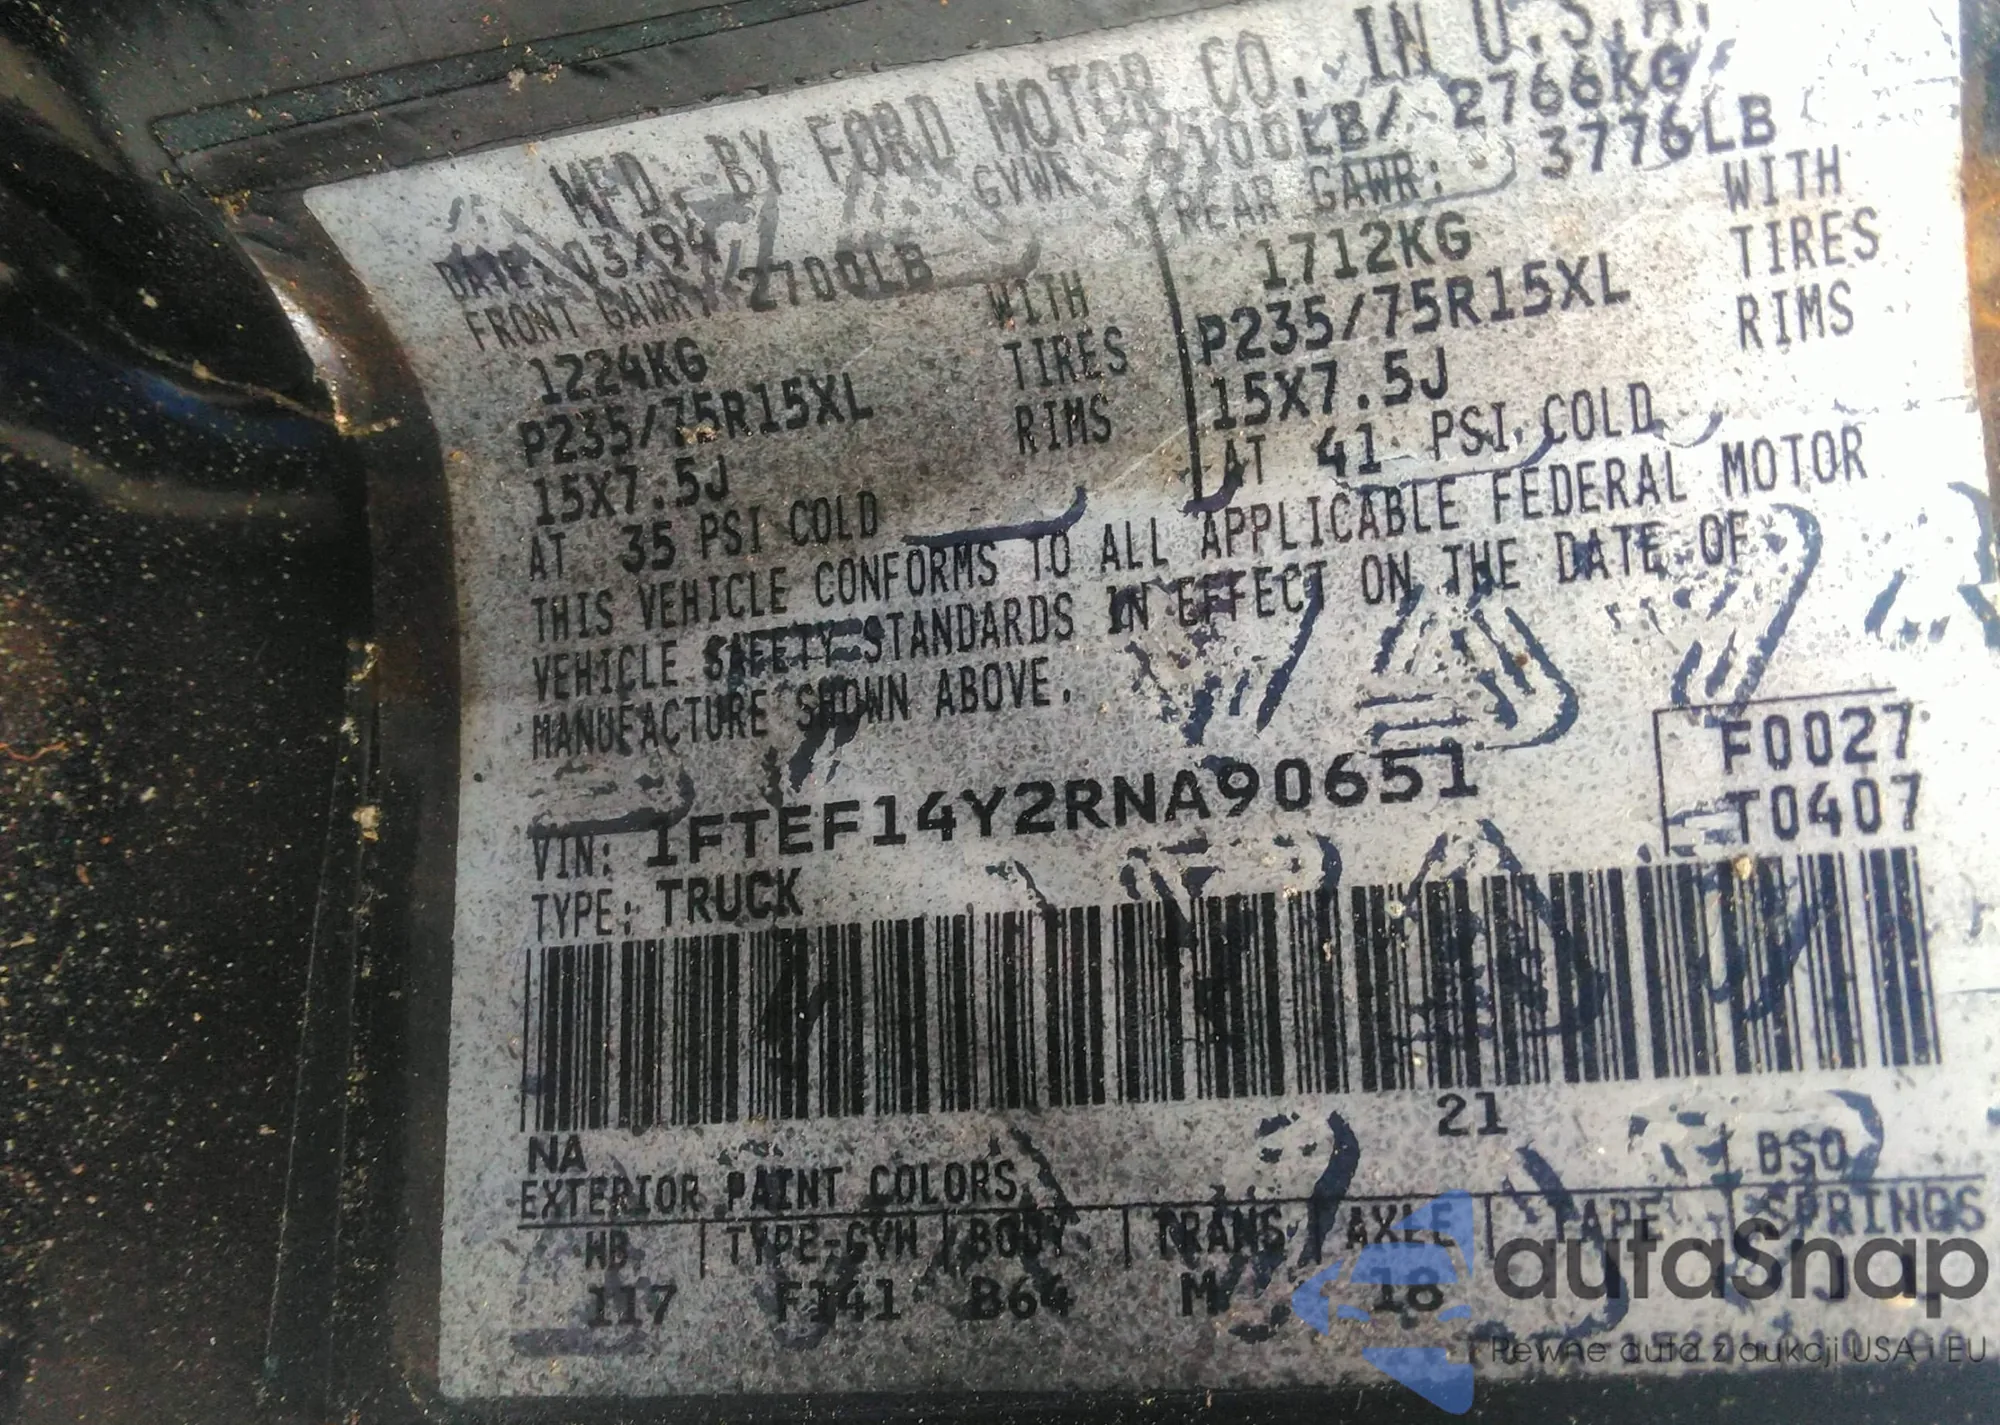 MFD. BY FORD MOTOR CO. IN U.S.A.
DATE: 03/94 GVWR: 6100LB/ 2766KG
FRONT GAWR: 2700LB REAR GAWR: 3776LB
1224KG WITH 1712KG WITH
P235/75R15XL TIRES P235/75R15XL TIRES
15X7.5J RIMS 15X7.5J RIMS
AT 35 PSI COLD AT 41 PSI COLD
THIS VEHICLE CONFORMS TO ALL APPLICABLE FEDERAL MOTOR
VEHICLE SAFETY STANDARDS IN EFFECT ON THE DATE OF
MANUFACTURE SHOWN ABOVE.
F0027
VIN: 1FTEF14Y2RNA90651 T0407
TYPE: TRUCK
21
NA DSO
EXTERIOR PAINT COLORS
WB TYPE-GVW BODY TRANS AXLE TAPE SPRINGS
117 F141 B64 M 18
autaSnap
Pewne auta z aukcji USA i EU